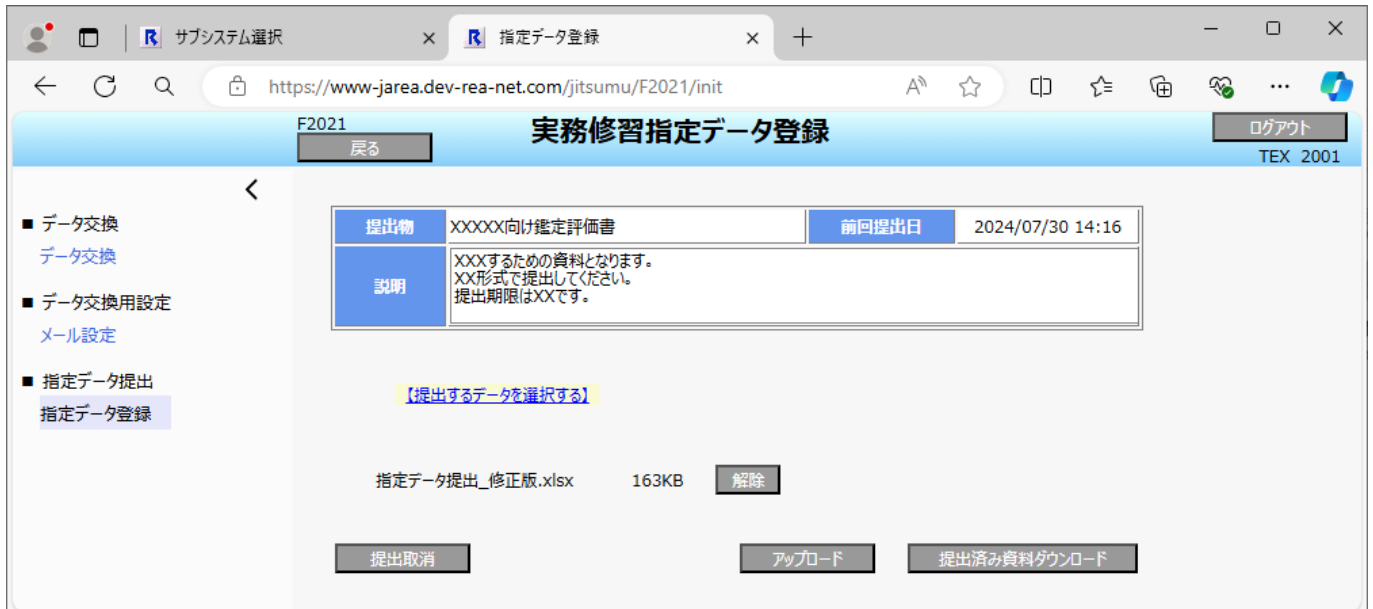 サブシステム選択
指定データ登録
https://www-jarea.dev-rea-net.com/jitsumu/F2021/init
F2021
戻る
実務修習指定データ登録
ログアウト
TEX 2001
■ データ交換
データ交換
■ データ交換用設定
メール設定
■ 指定データ提出
指定データ登録
提出物 XXXXX向け鑑定評価書 前回提出日 2024/07/30 14:16
説明
XXXするための資料となります。
XX形式で提出してください。
提出期限はXXです。
【提出するデータを選択する】
指定データ提出_修正版.xlsx 163KB 解除
提出取消 アップロード 提出済み資料ダウンロード